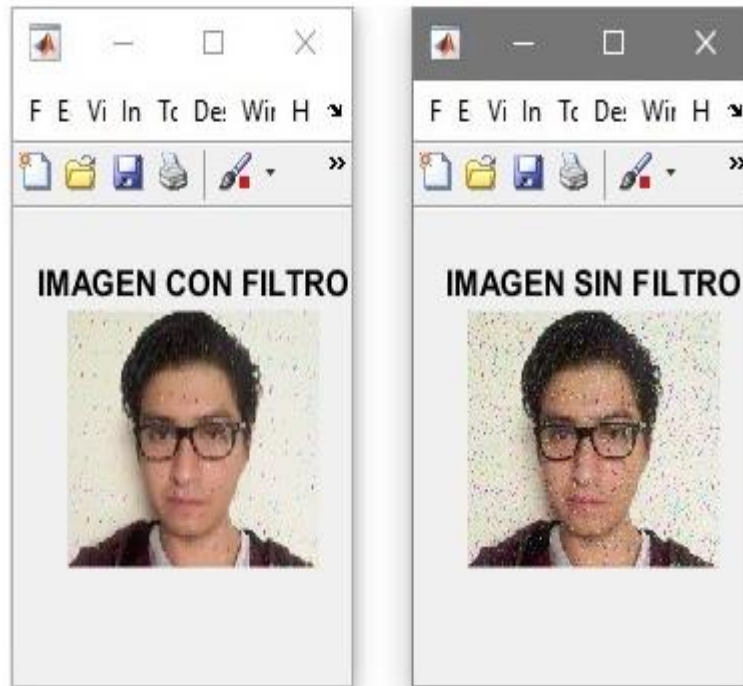 F E Vi In Tc De: Wir H
IMAGEN CON FILTRO
F E Vi In Tc De: Wir H
IMAGEN SIN FILTRO